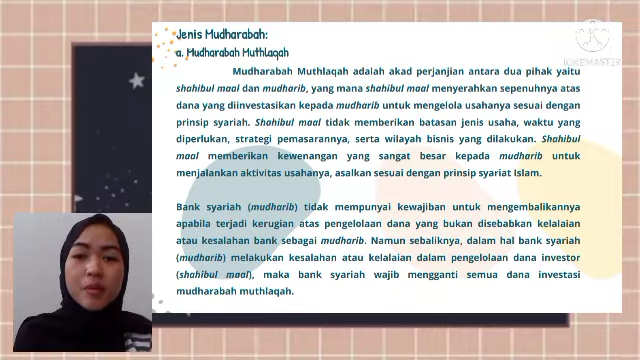 Jenis Mudharabah:
a. Mudharabah Muthlaqah
Mudharabah Muthlaqah adalah akad perjanjian antara dua pihak yaitu
shahibul maal dan mudharib, yang mana shahibul maal menyerahkan sepenuhnya atas
dana yang diinvestasikan kepada mudharib untuk mengelola usahanya sesuai dengan
prinsip syariah. Shahibul maal tidak memberikan batasan jenis usaha, waktu yang
diperlukan, strategi pemasarannya, serta wilayah bisnis yang dilakukan. Shahibul
maal memberikan kewenangan yang sangat besar kepada mudharib untuk
menjalankan aktivitas usahanya, asalkan sesuai dengan prinsip syariat Islam.
Bank syariah (mudharib) tidak mempunyai kewajiban untuk mengembalikannya
apabila terjadi kerugian atas pengelolaan dana yang bukan disebabkan kelalaian
atau kesalahan bank sebagai mudharib. Namun sebaliknya, dalam hal bank syariah
(mudharib) melakukan kesalahan atau kelalaian dalam pengelolaan dana investor
(shahibul maal), maka bank syariah wajib mengganti semua dana investasi
mudharabah muthlaqah.
KINEMASTER